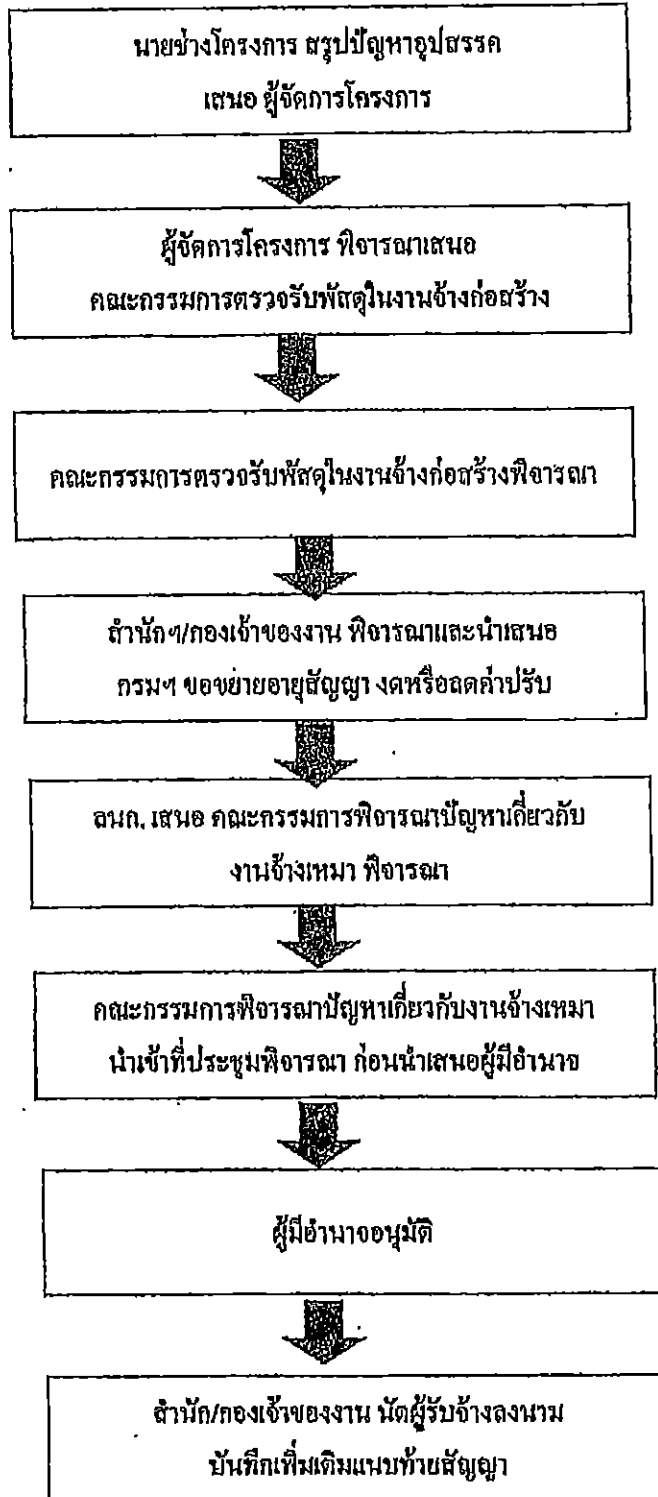 นายช่างโครงการ สรุปปัญหาอุปสรรค
เสนอ ผู้จัดการโครงการ
ผู้จัดการโครงการ พิจารณาเสนอ
คณะกรรมการตรวจรับพัสดุในงานจ้างก่อสร้าง
คณะกรรมการตรวจรับพัสดุในงานจ้างก่อสร้างพิจารณา
สำนักฯ/กองเจ้าของงาน พิจารณาและนำเสนอ
กรมฯ ขอขยายอายุสัญญา งดหรือลดค่าปรับ
ลนก. เสนอ คณะกรรมการพิจารณาปัญหาเกี่ยวกับ
งานจ้างเหมา พิจารณา
คณะกรรมการพิจารณาปัญหาเกี่ยวกับงานจ้างเหมา
นำเข้าที่ประชุมพิจารณา ก่อนนำเสนอผู้มีอำนาจ
ผู้มีอำนาจอนุมัติ
สำนัก/กองเจ้าของงาน นัดผู้รับจ้างลงนาม
บันทึกเพิ่มเติมแนบท้ายสัญญา